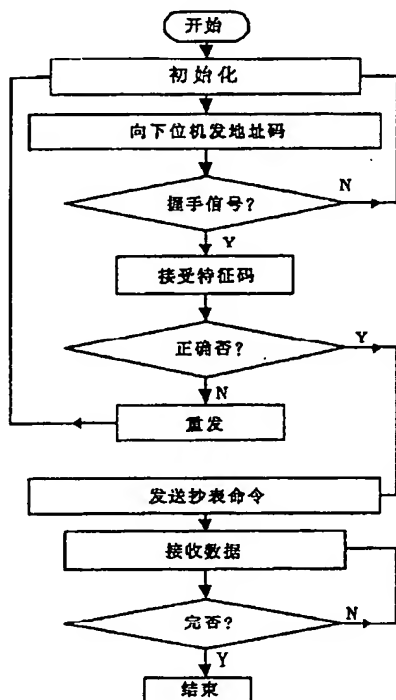 开始
初始化
向下位机发地址码
握手信号?
N
Y
接受特征码
正确否?
Y
N
重发
发送抄表命令
接收数据
完否?
N
Y
结束